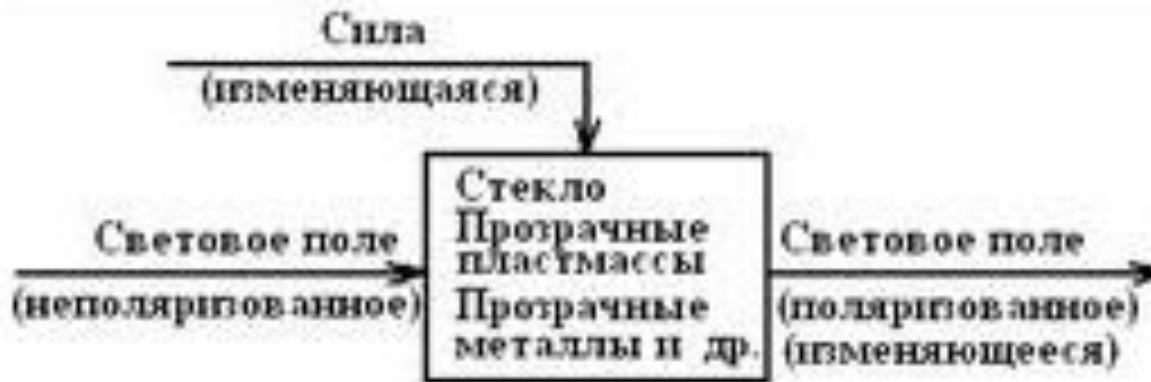 Сила
(изменяющаяся)
Стекло
Прозрачные
пластмассы
Прозрачные
металлы и др.
Световое поле
(неполяризованное)
Световое поле
(поляризованное)
(изменяющееся)